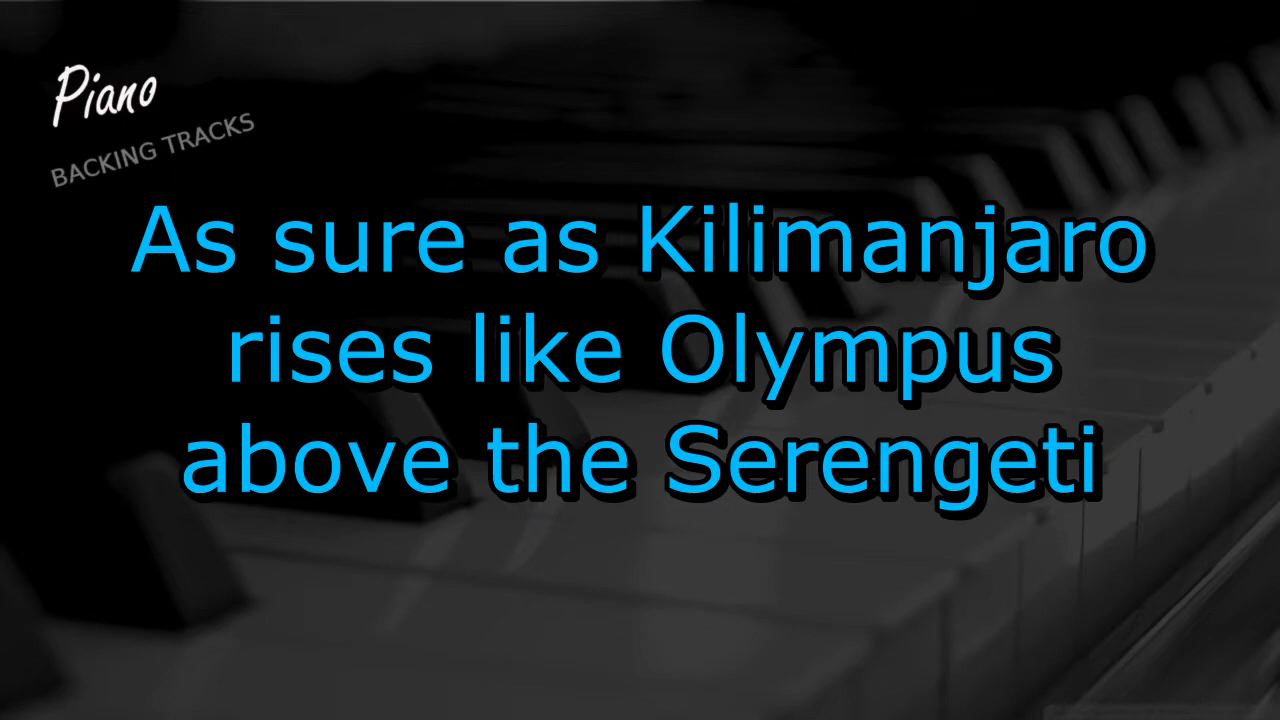 Piano
BACKING TRACKS
As sure as Kilimanjaro
rises like Olympus
above the Serengeti